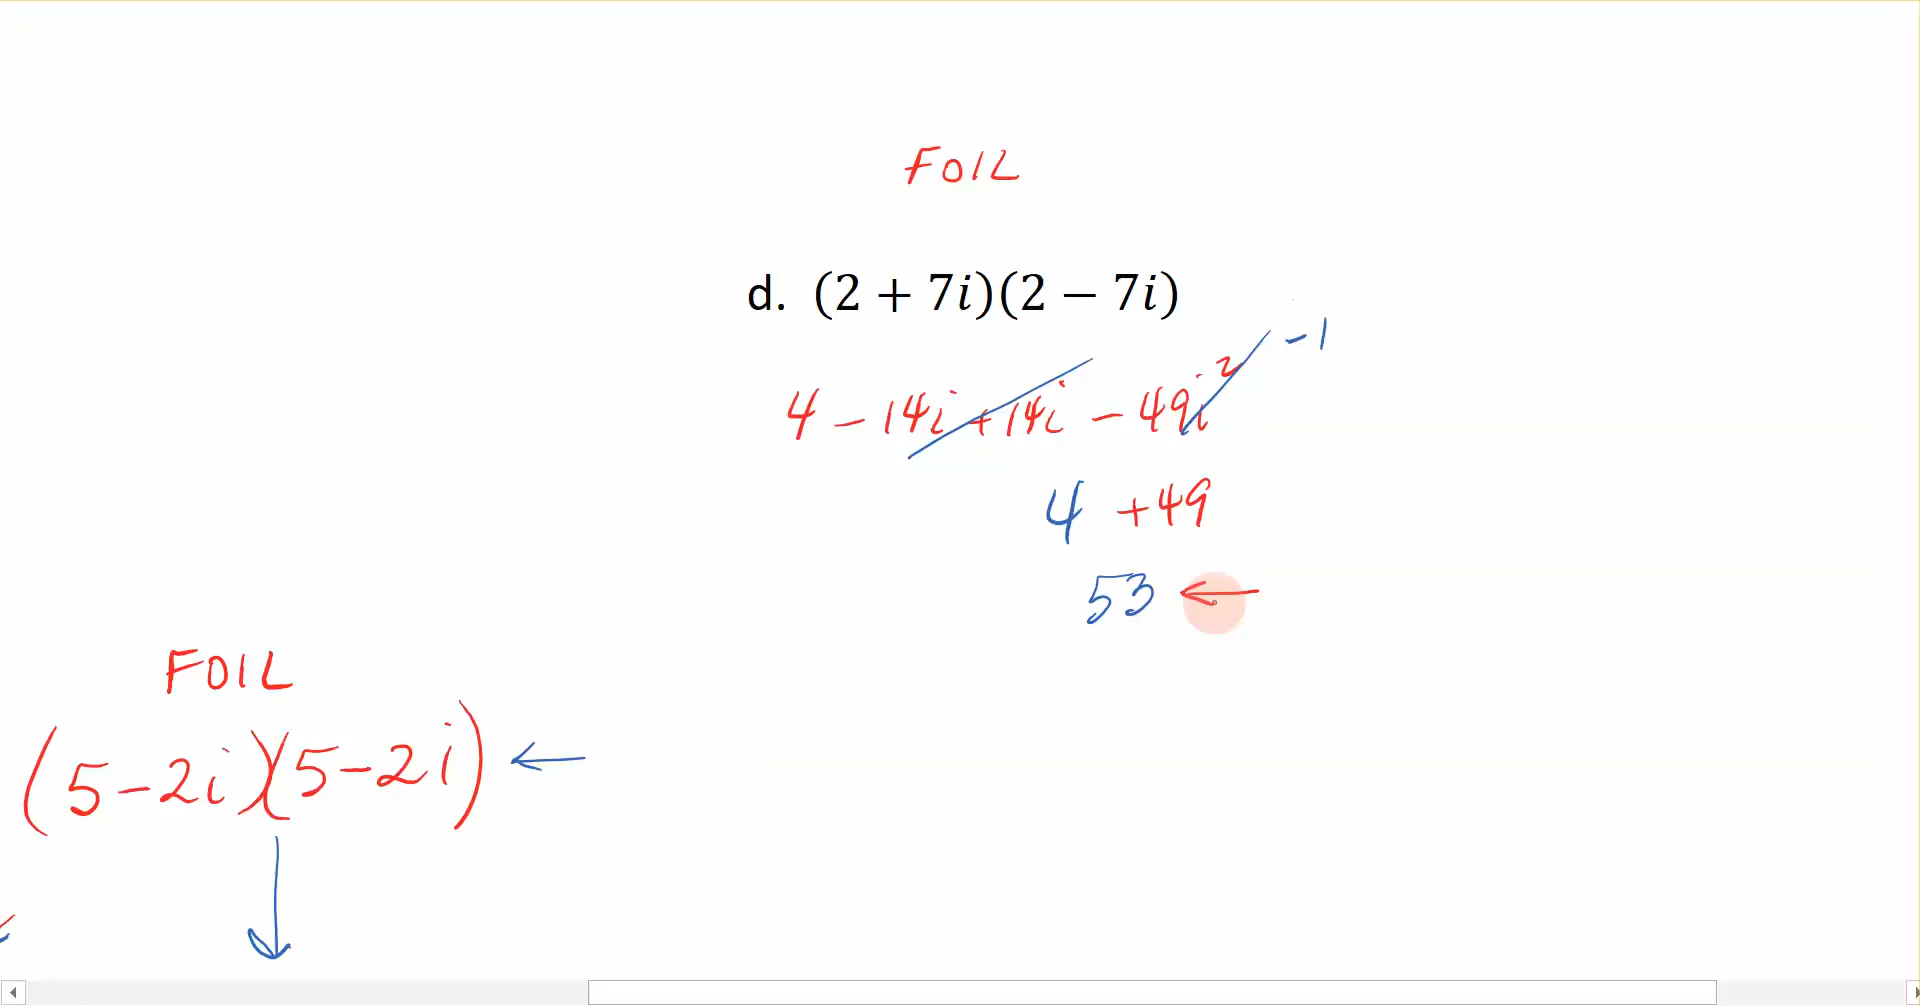 FOIL
d. (2 + 7i)(2 − 7i)
-1
4 - 14i + 14i - 49i²
4 + 49
53
FOIL
(5-2i)(5-2i)